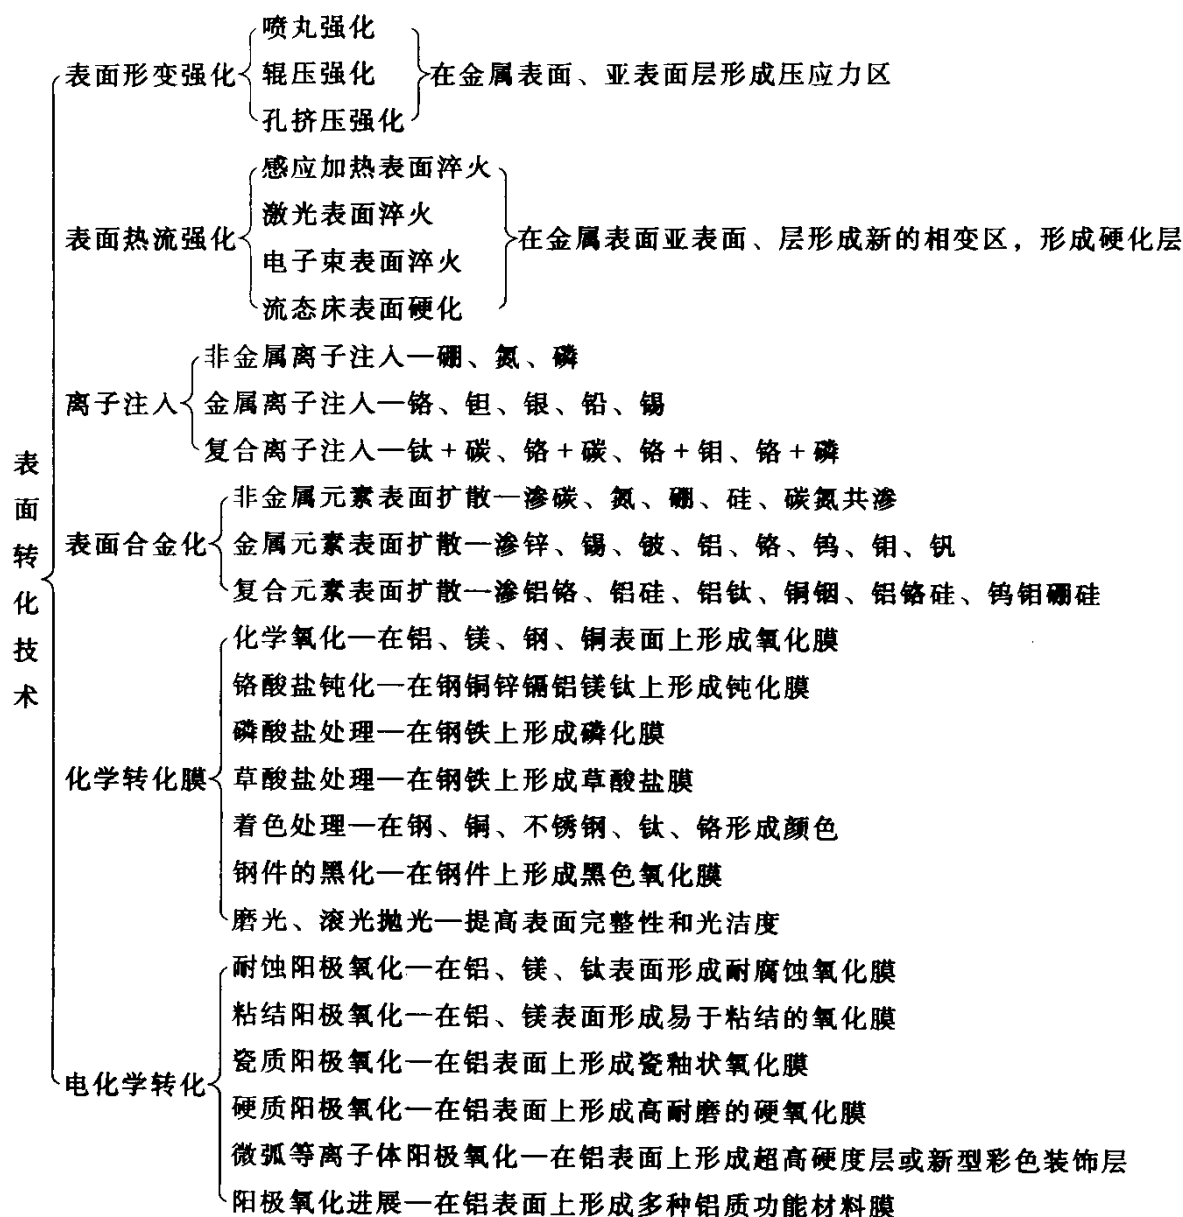 表面转化技术
表面形变强化
喷丸强化
辊压强化
孔挤压强化
在金属表面、亚表面层形成压应力区
表面热流强化
感应加热表面淬火
激光表面淬火
电子束表面淬火
流态床表面硬化
在金属表面亚表面、层形成新的相变区，形成硬化层
离子注入
非金属离子注入—硼、氮、磷
金属离子注入—铬、钽、银、铅、锡
复合离子注入—钛+碳、铬+碳、铬+钼、铬+磷
表面合金化
非金属元素表面扩散—渗碳、氮、硼、硅、碳氮共渗
金属元素表面扩散—渗锌、锡、铍、铝、铬、钨、钼、钒
复合元素表面扩散—渗铝铬、铝硅、铝钛、铜铟、铝铬硅、钨钼硼硅
化学转化膜
化学氧化—在铝、镁、钢、铜表面上形成氧化膜
铬酸盐钝化—在钢铜锌镉铝镁钛上形成钝化膜
磷酸盐处理—在钢铁上形成磷化膜
草酸盐处理—在钢铁上形成草酸盐膜
着色处理—在钢、铜、不锈钢、钛、铬形成颜色
钢件的黑化—在钢件上形成黑色氧化膜
磨光、滚光抛光—提高表面完整性和光洁度
电化学转化
耐蚀阳极氧化—在铝、镁、钛表面形成耐腐蚀氧化膜
粘结阳极氧化—在铝、镁表面形成易于粘结的氧化膜
瓷质阳极氧化—在铝表面上形成瓷釉状氧化膜
硬质阳极氧化—在铝表面上形成高耐磨的硬氧化膜
微弧等离子体阳极氧化—在铝表面上形成超高硬度层或新型彩色装饰层
阳极氧化进展—在铝表面上形成多种铝质功能材料膜